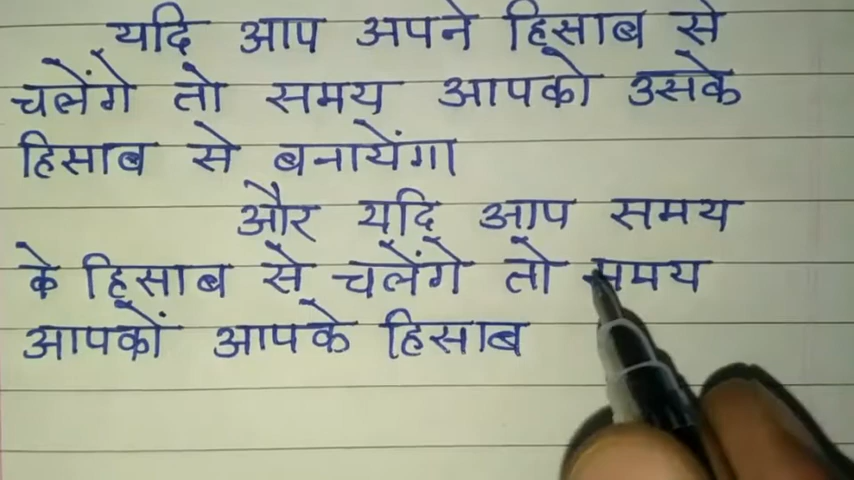 यदि आप अपने हिसाब से
चलेंगे तो समय आपको उसके
हिसाब से बनायेंगा
और यदि आप समय
के हिसाब से चलेंगे तो समय
आपकों आपके हिसाब